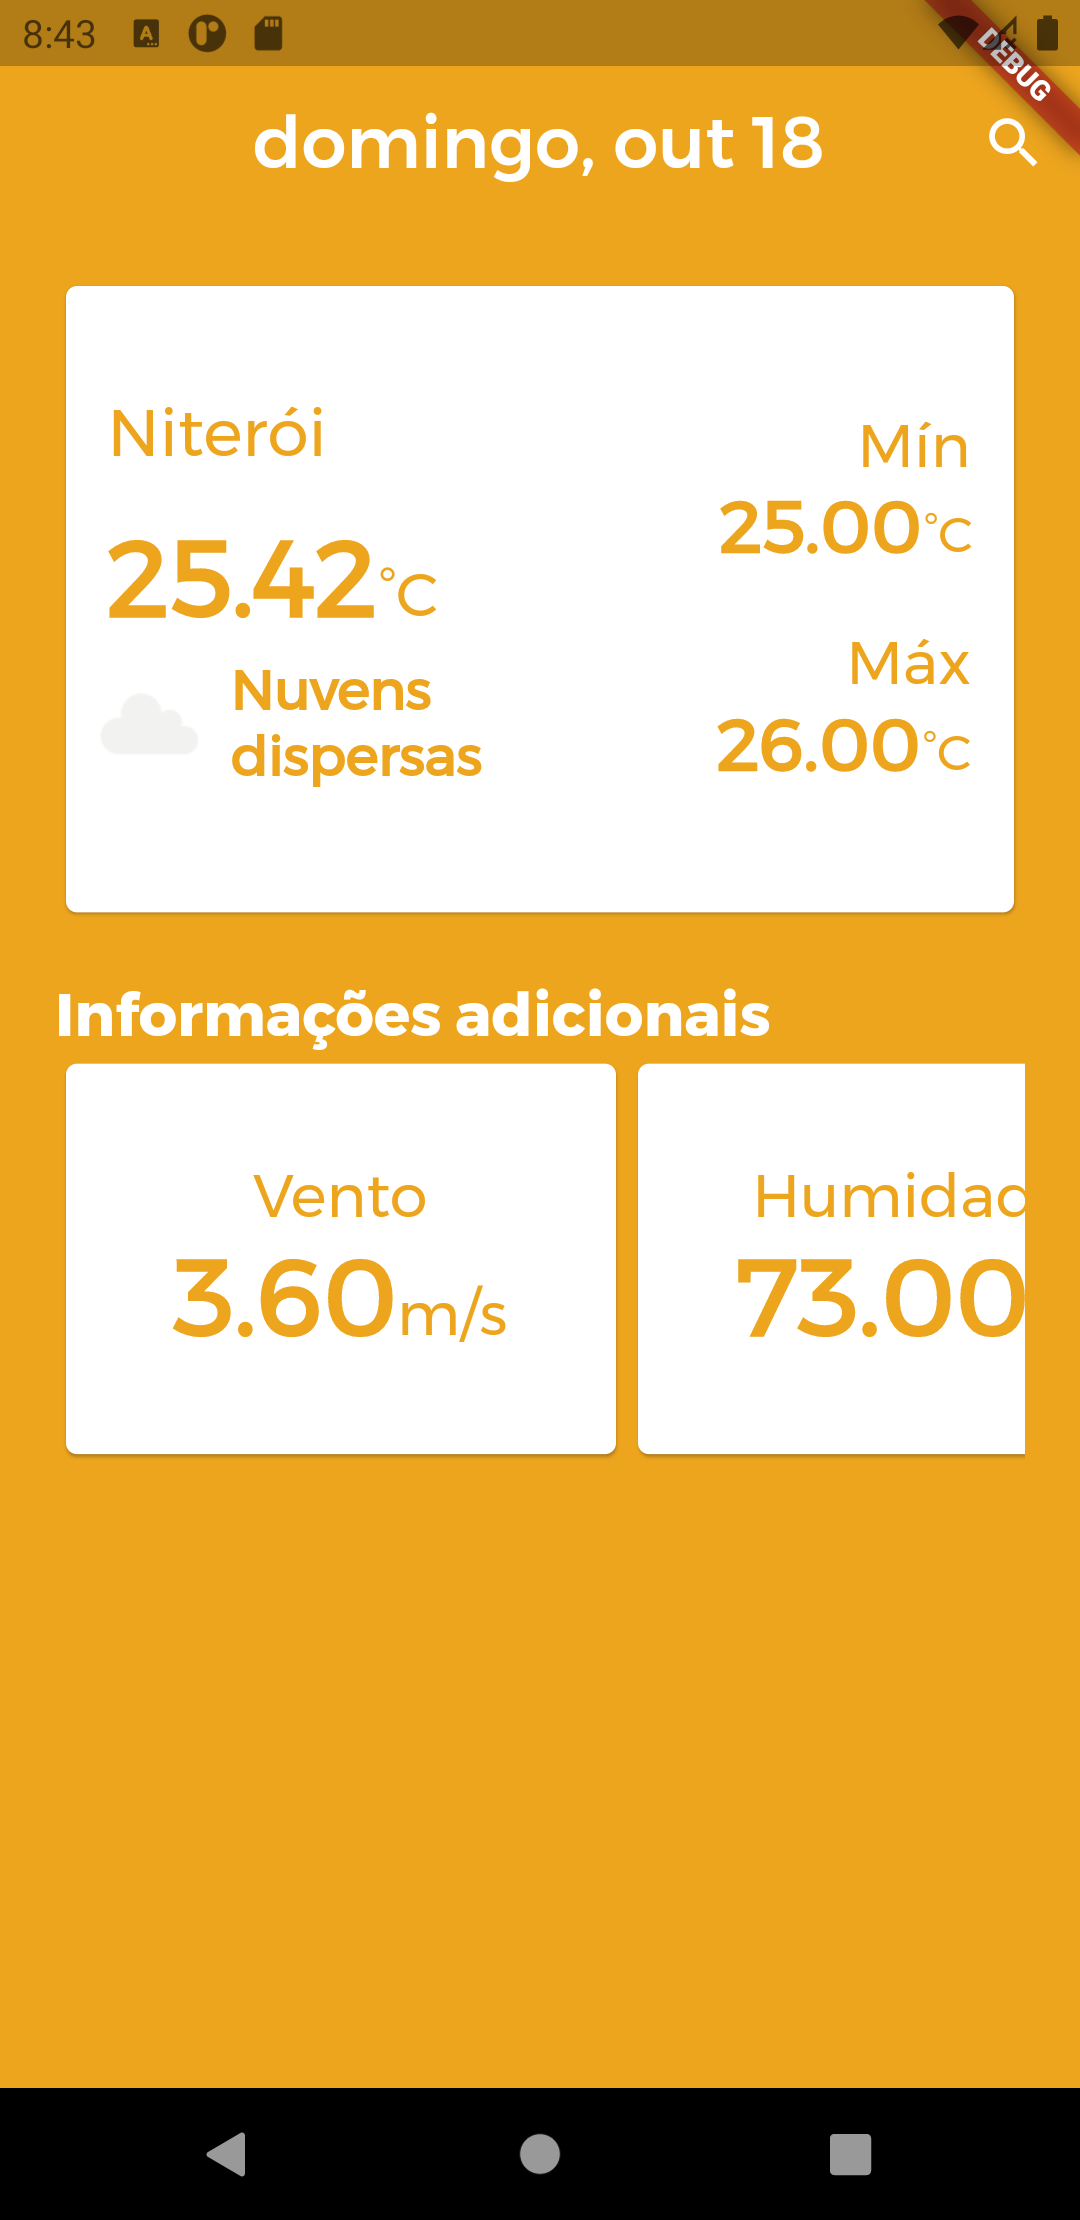 8:43
DEBUG
domingo, out 18
Niterói
25.42°C
Nuvens
dispersas
Mín
25.00°C
Máx
26.00°C
Informações adicionais
Vento
3.60m/s
Humidad
73.00